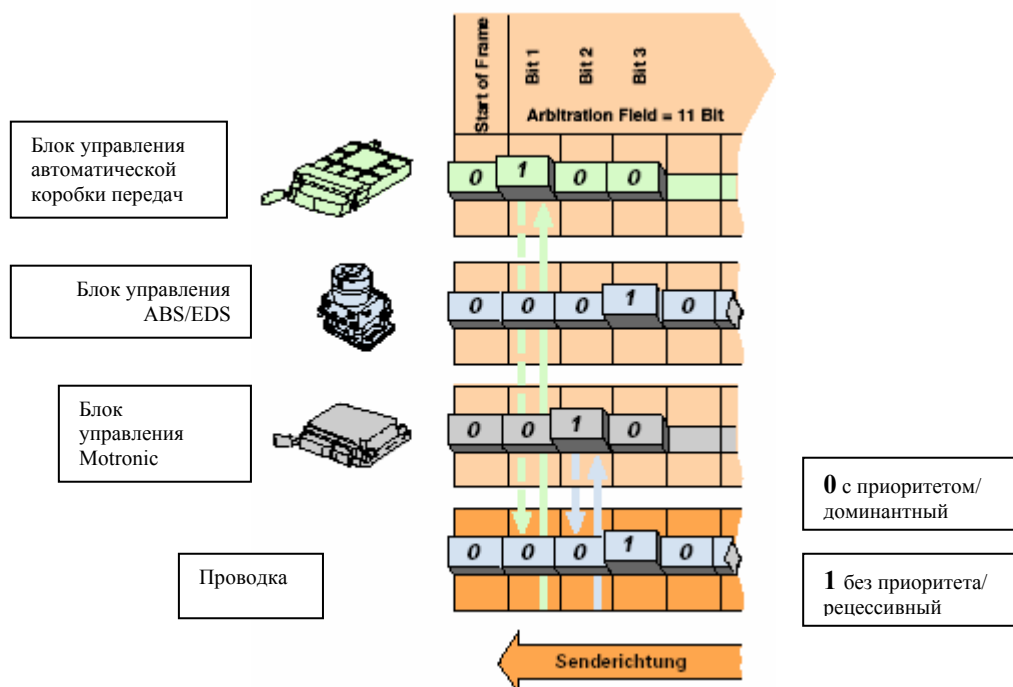 Start of Frame
Bit 1
Bit 2
Bit 3
Arbitration Field = 11 Bit
Блок управления
автоматической
коробки передач
0 1 0 0
Блок управления
ABS/EDS
0 0 0 1 0
Блок
управления
Motronic
0 0 1 0
0 с приоритетом/
доминантный
Проводка
0 0 0 1 0
1 без приоритета/
рецессивный
Senderichtung